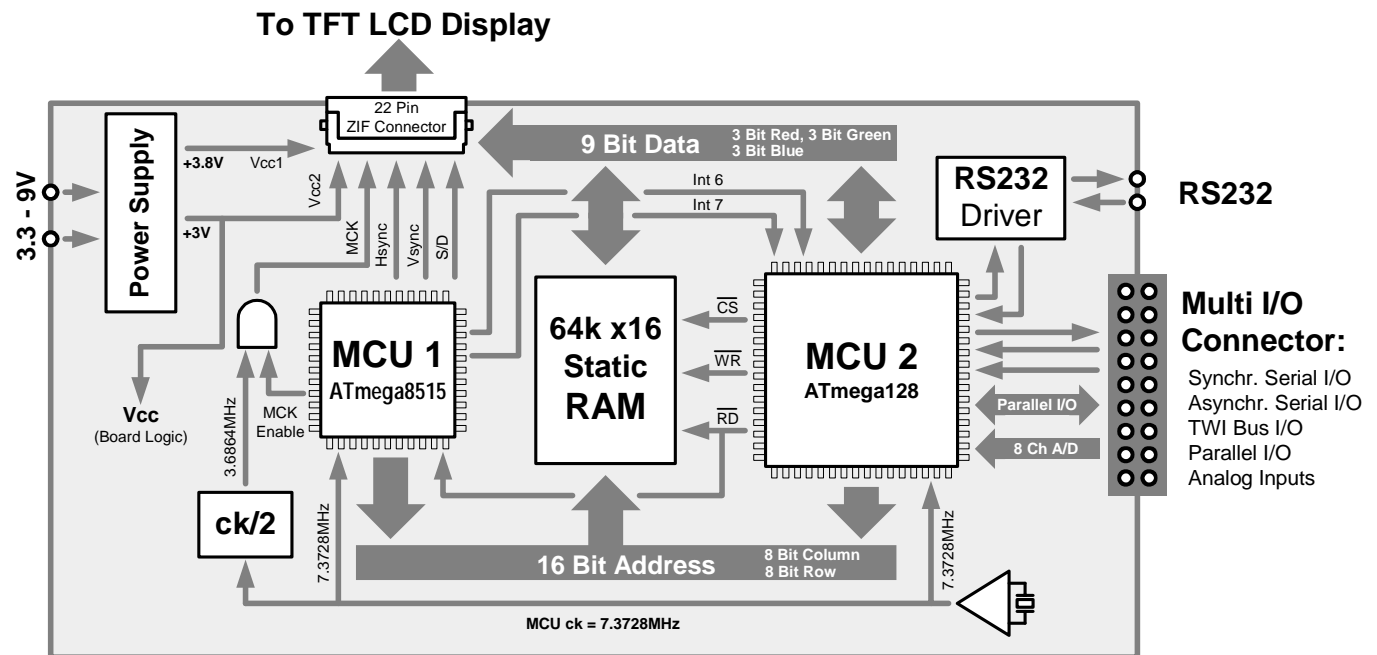 To TFT LCD Display
22 Pin
ZIF Connector
9 Bit Data
3 Bit Red, 3 Bit Green
3 Bit Blue
Power Supply
+3.8V
Vcc1
+3V
Vcc2
3.3 - 9V
MCK
Hsync
Vsync
S/D
Int 6
Int 7
RS232
Driver
RS232
MCU 1
ATmega8515
64k x16
Static
RAM
CS
WR
RD
MCU 2
ATmega128
Multi I/O
Connector:
Synchr. Serial I/O
Asynchr. Serial I/O
TWI Bus I/O
Parallel I/O
Analog Inputs
Parallel I/O
8 Ch A/D
Vcc
(Board Logic)
MCK
Enable
3.6864MHz
ck/2
7.3728MHz
16 Bit Address
8 Bit Column
8 Bit Row
7.3728MHz
MCU ck = 7.3728MHz